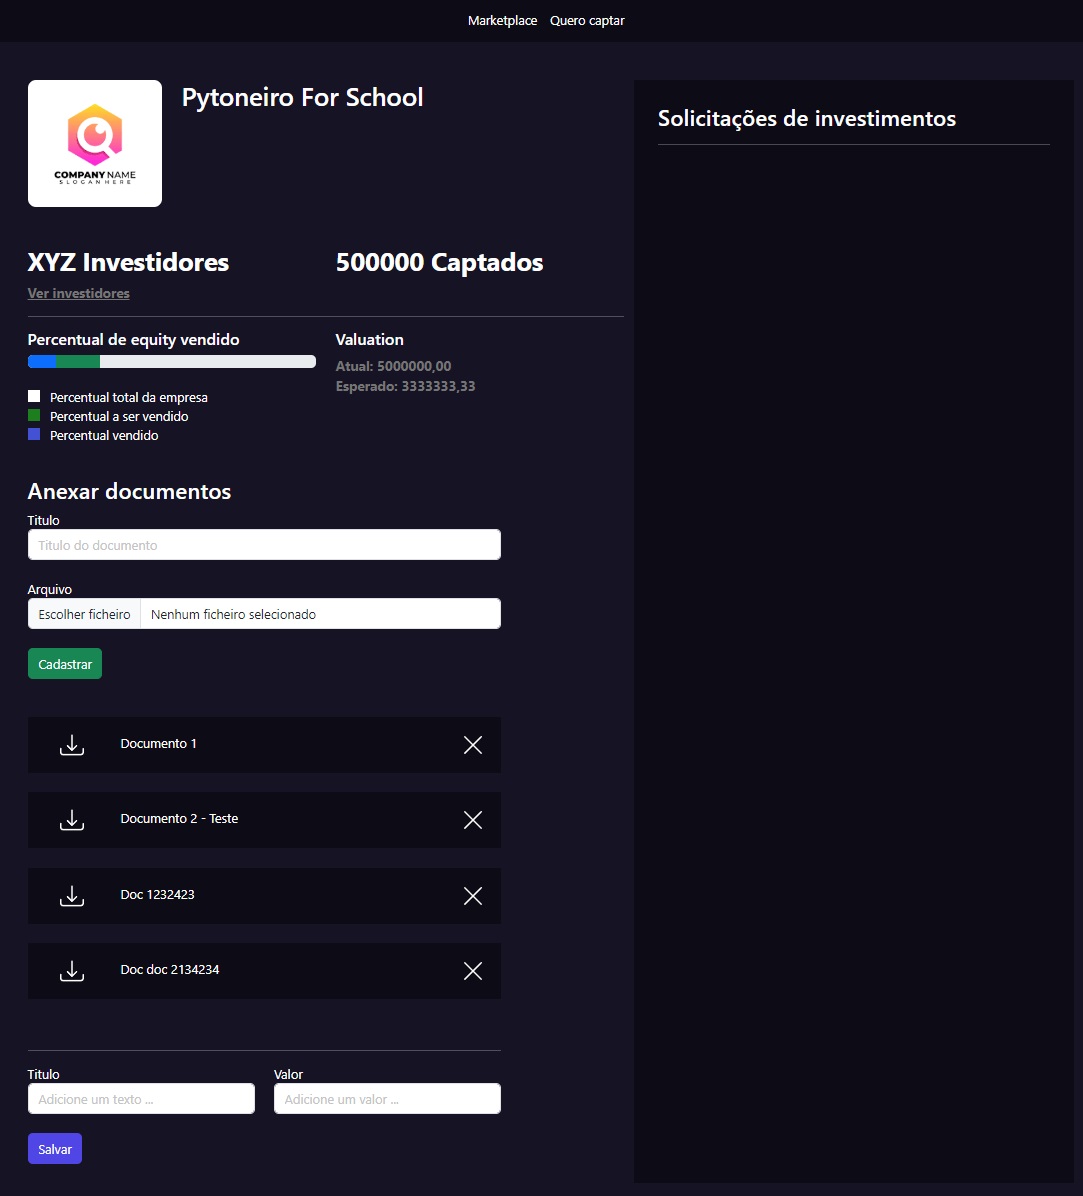 Marketplace Quero captar
Pytoneiro For School
COMPANY NAME
SLOGAN HERE
XYZ Investidores
500000 Captados
Ver investidores
Percentual de equity vendido
Percentual total da empresa
Percentual a ser vendido
Percentual vendido
Valuation
Atual: 5000000,00
Esperado: 3333333,33
Anexar documentos
Titulo
Titulo do documento
Arquivo
Escolher ficheiro Nenhum ficheiro selecionado
Cadastrar
Documento 1
Documento 2 - Teste
Doc 1232423
Doc doc 2134234
Titulo
Adicione um texto ...
Valor
Adicione um valor ...
Salvar
Solicitações de investimentos